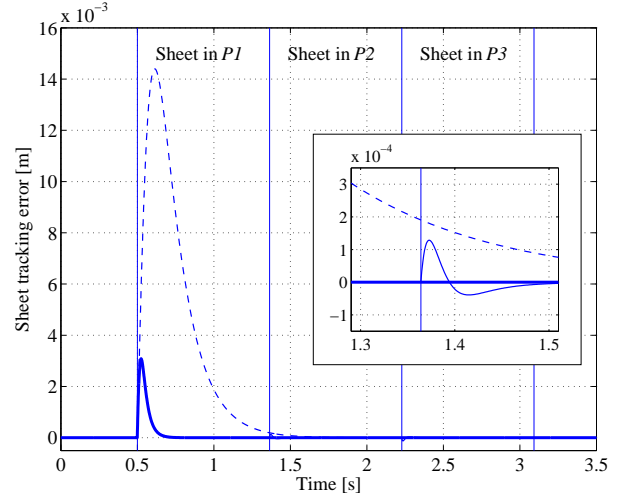 x 10⁻³
16
Sheet in P1 Sheet in P2 Sheet in P3
14
12
10
8
6
4
2
0
Sheet tracking error [m]
x 10⁻⁴
3
2
1
0
−1
1.3 1.4 1.5
0 0.5 1 1.5 2 2.5 3 3.5
Time [s]